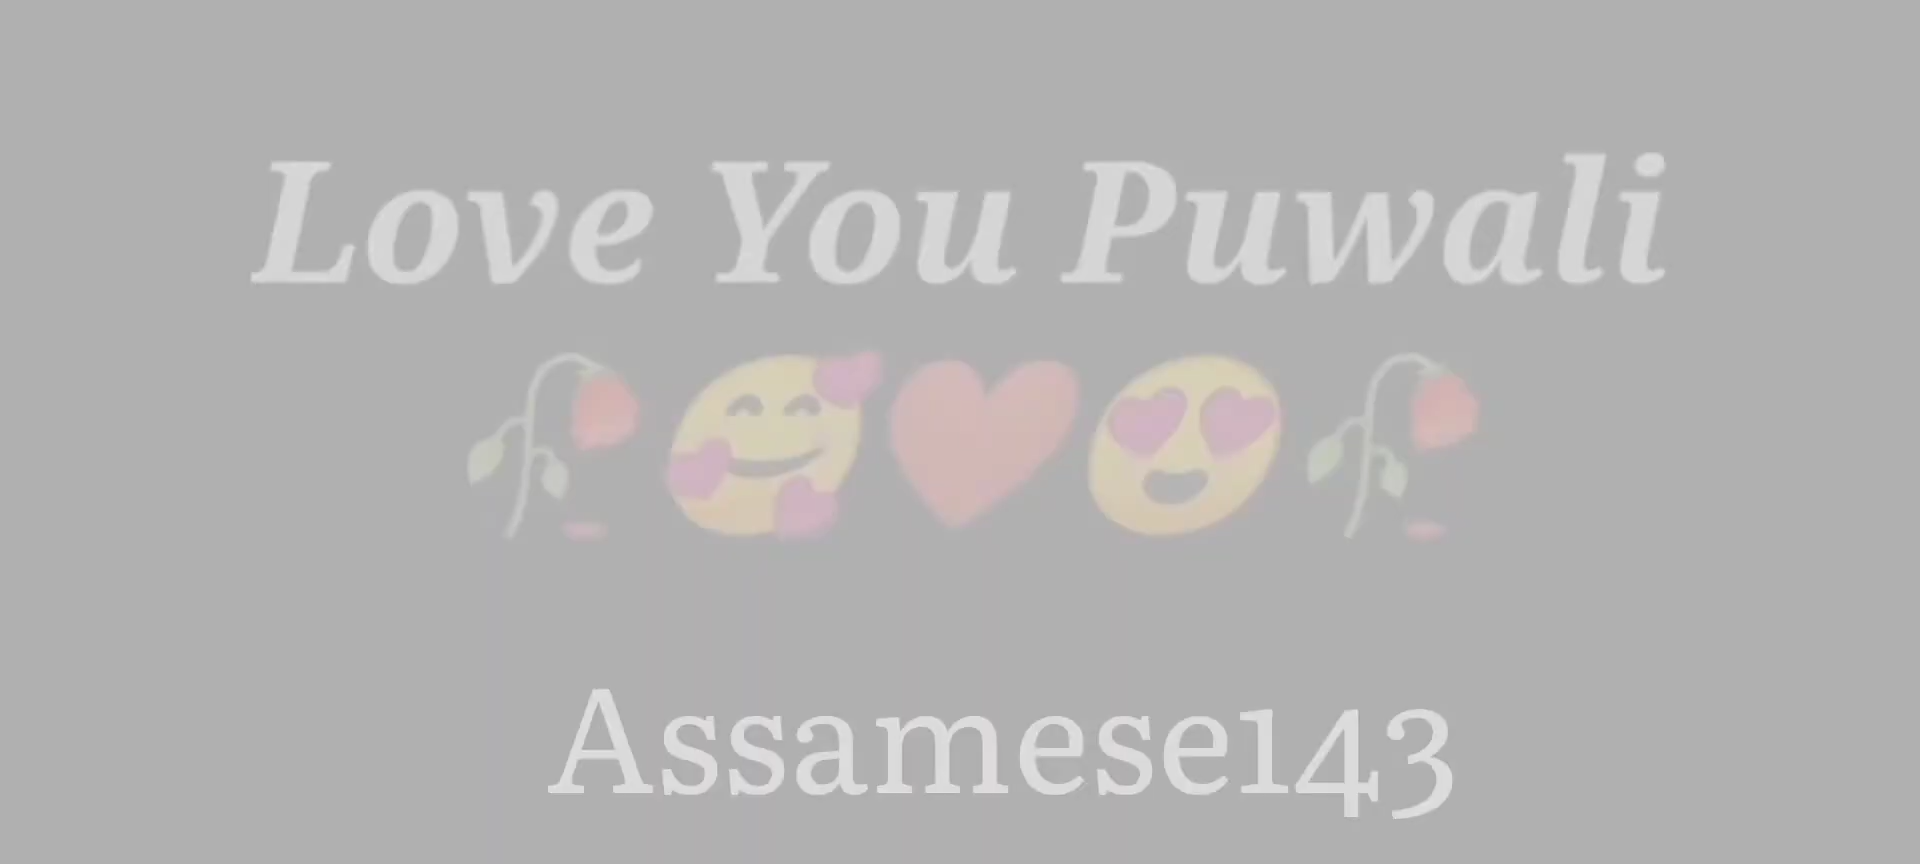 Love You Puwali
🥀🥰❤️😍🥀
Assamese143